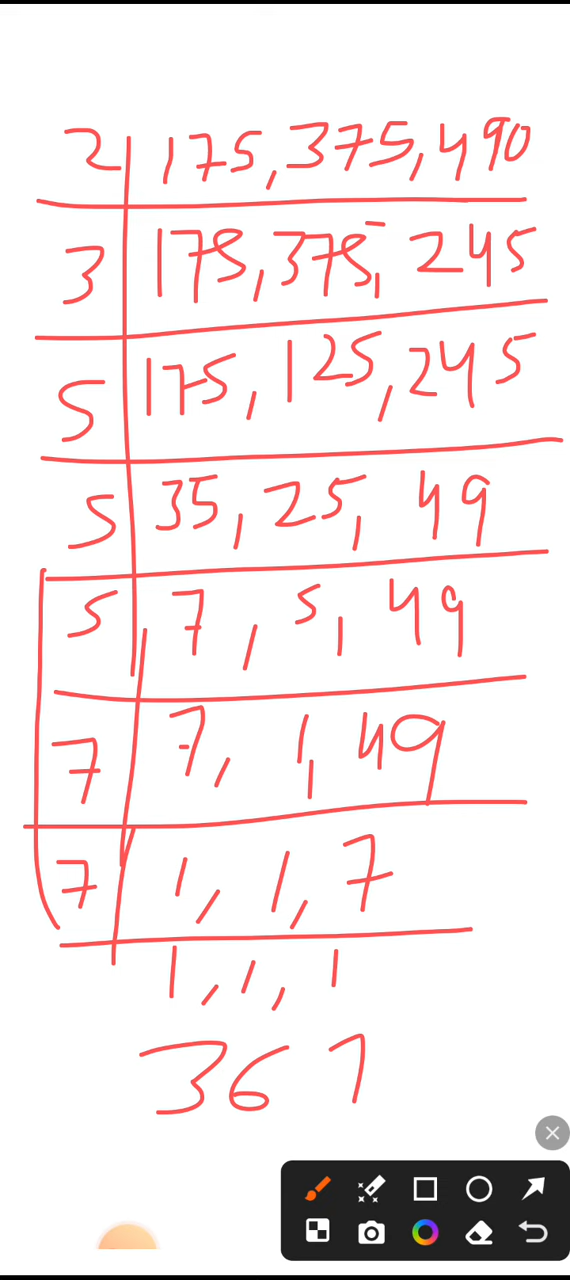 2 175, 375, 490
3 175, 375, 245
5 175, 125, 245
5 35, 25, 49
5 7, 5, 49
7 7, 1, 49
7 1, 1, 7
1, 1, 1
36